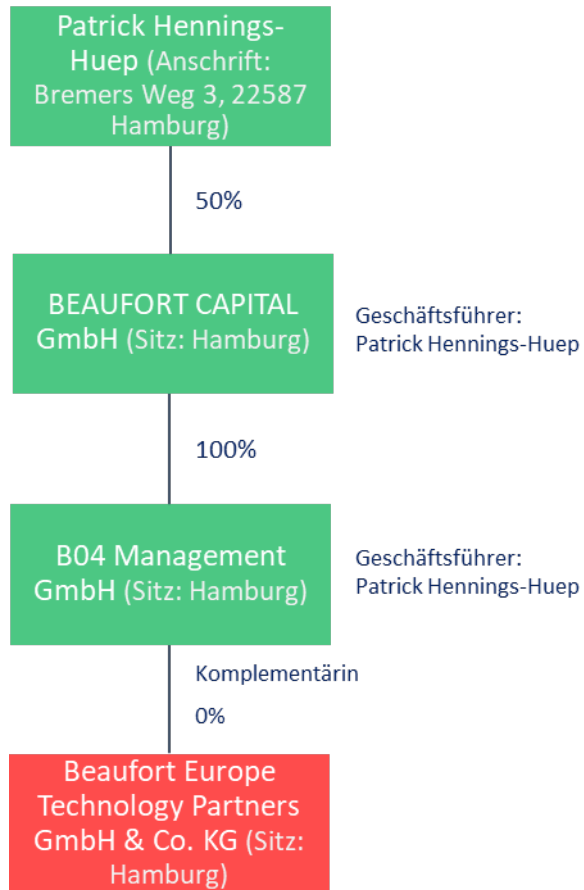 Patrick Hennings-
Huep (Anschrift:
Bremers Weg 3, 22587
Hamburg)
50%
BEAUFORT CAPITAL
GmbH (Sitz: Hamburg)
Geschäftsführer:
Patrick Hennings-Huep
100%
B04 Management
GmbH (Sitz: Hamburg)
Geschäftsführer:
Patrick Hennings-Huep
Komplementärin
0%
Beaufort Europe
Technology Partners
GmbH & Co. KG (Sitz:
Hamburg)